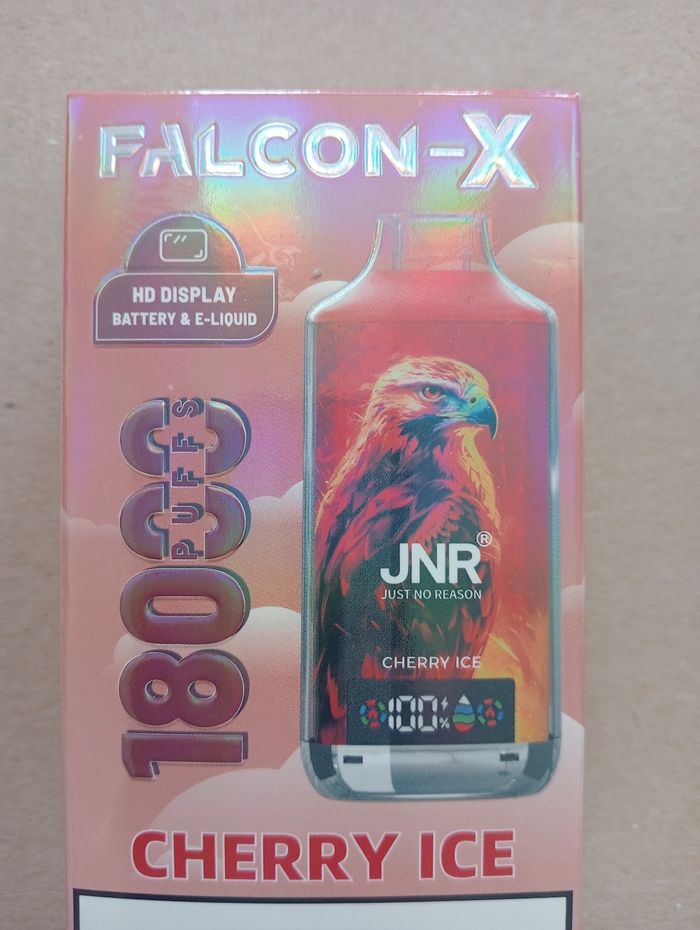 FALCON-X
HD DISPLAY
BATTERY & E-LIQUID
18000
PUFFS
JNR®
JUST NO REASON
CHERRY ICE
100%
CHERRY ICE